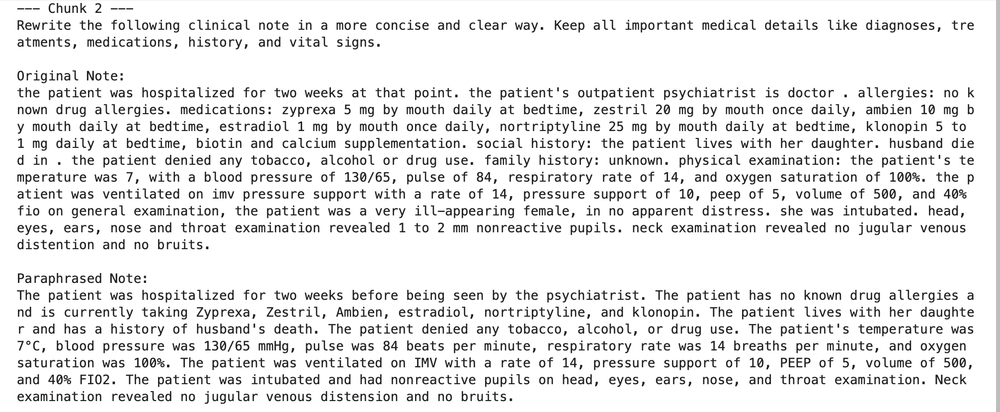 --- Chunk 2 ---
Rewrite the following clinical note in a more concise and clear way. Keep all important medical details like diagnoses, tre
atments, medications, history, and vital signs.
Original Note:
the patient was hospitalized for two weeks at that point. the patient's outpatient psychiatrist is doctor . allergies: no k
nown drug allergies. medications: zyprexa 5 mg by mouth daily at bedtime, zestril 20 mg by mouth once daily, ambien 10 mg b
y mouth daily at bedtime, estradiol 1 mg by mouth once daily, nortriptyline 25 mg by mouth daily at bedtime, klonopin 5 to
1 mg daily at bedtime, biotin and calcium supplementation. social history: the patient lives with her daughter. husband die
d in . the patient denied any tobacco, alcohol or drug use. family history: unknown. physical examination: the patient's te
mperature was 7, with a blood pressure of 130/65, pulse of 84, respiratory rate of 14, and oxygen saturation of 100%. the p
atient was ventilated on imv pressure support with a rate of 14, pressure support of 10, peep of 5, volume of 500, and 40%
fio on general examination, the patient was a very ill-appearing female, in no apparent distress. she was intubated. head,
eyes, ears, nose and throat examination revealed 1 to 2 mm nonreactive pupils. neck examination revealed no jugular venous
distention and no bruits.
Paraphrased Note:
The patient was hospitalized for two weeks before being seen by the psychiatrist. The patient has no known drug allergies a
nd is currently taking Zyprexa, Zestril, Ambien, estradiol, nortriptyline, and klonopin. The patient lives with her daughte
r and has a history of husband's death. The patient denied any tobacco, alcohol, or drug use. The patient's temperature was
7°C, blood pressure was 130/65 mmHg, pulse was 84 beats per minute, respiratory rate was 14 breaths per minute, and oxygen
saturation was 100%. The patient was ventilated on IMV with a rate of 14, pressure support of 10, PEEP of 5, volume of 500,
and 40% FIO2. The patient was intubated and had nonreactive pupils on head, eyes, ears, nose, and throat examination. Neck
examination revealed no jugular venous distension and no bruits.